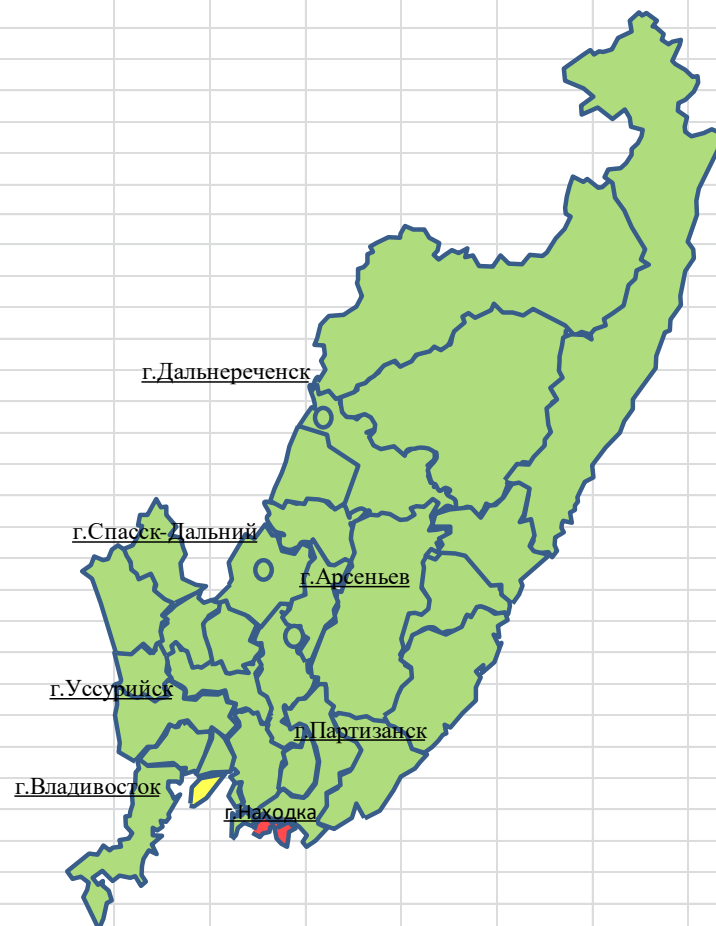 г.Дальнереченск
г.Спасск-Дальний
г.Арсеньев
г.Уссурийск
г.Партизанск
г.Владивосток
г.Находка